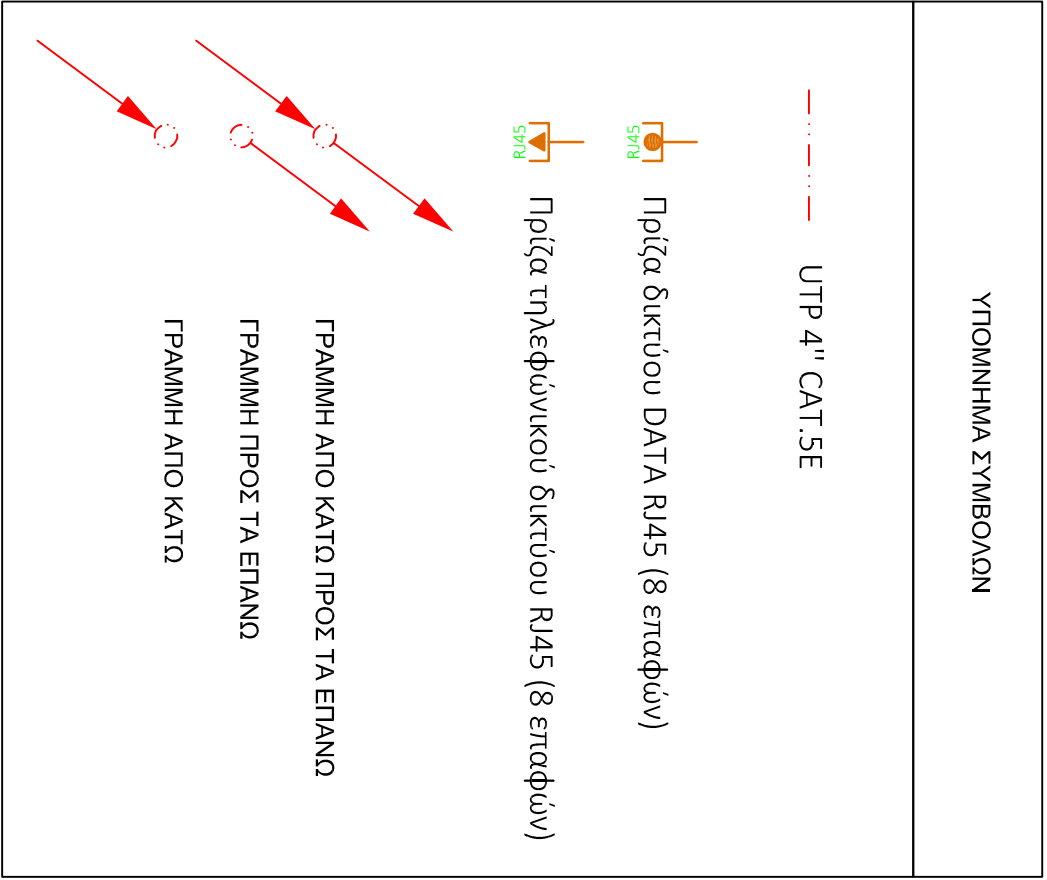 ΥΠΟΜΝΗΜΑ ΣΥΜΒΟΛΩΝ
UTP 4" CAT.5E
RJ45
Πρίζα δικτύου DATA RJ45 (8 επαφών)
RJ45
Πρίζα τηλεφώνικού δικτύου RJ45 (8 επαφών)
ΓΡΑΜΜΗ ΑΠΟ ΚΑΤΩ ΠΡΟΣ ΤΑ ΕΠΑΝΩ
ΓΡΑΜΜΗ ΠΡΟΣ ΤΑ ΕΠΑΝΩ
ΓΡΑΜΜΗ ΑΠΟ ΚΑΤΩ